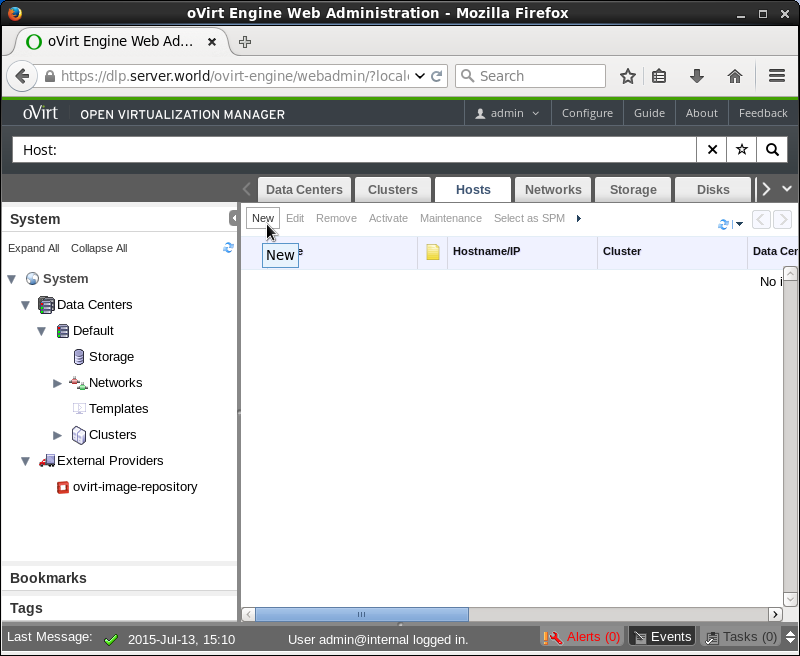 oVirt Engine Web Administration - Mozilla Firefox
oVirt Engine Web Ad...
https://dlp.server.world/ovirt-engine/webadmin/?local
Search
oVirt OPEN VIRTUALIZATION MANAGER admin Configure Guide About Feedback
Host:
Data Centers Clusters Hosts Networks Storage Disks
System
New Edit Remove Activate Maintenance Select as SPM
Expand All Collapse All
New
Hostname/IP Cluster Data Cen
No i
System
Data Centers
Default
Storage
Networks
Templates
Clusters
External Providers
ovirt-image-repository
Bookmarks
Tags
Last Message: 2015-Jul-13, 15:10 User admin@internal logged in. Alerts (0) Events Tasks (0)